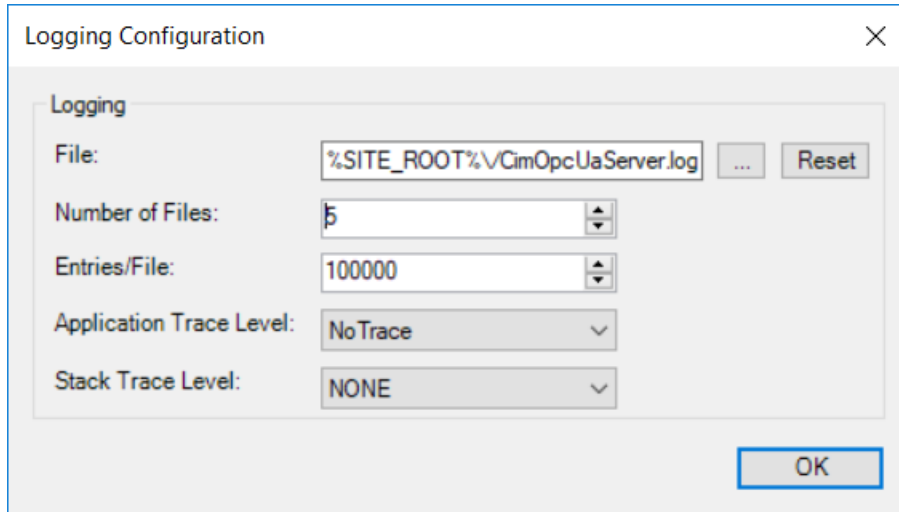 Logging Configuration
Logging
File: %SITE_ROOT%\/CimOpcUaServer.log ... Reset
Number of Files: 5
Entries/File: 100000
Application Trace Level: NoTrace
Stack Trace Level: NONE
OK